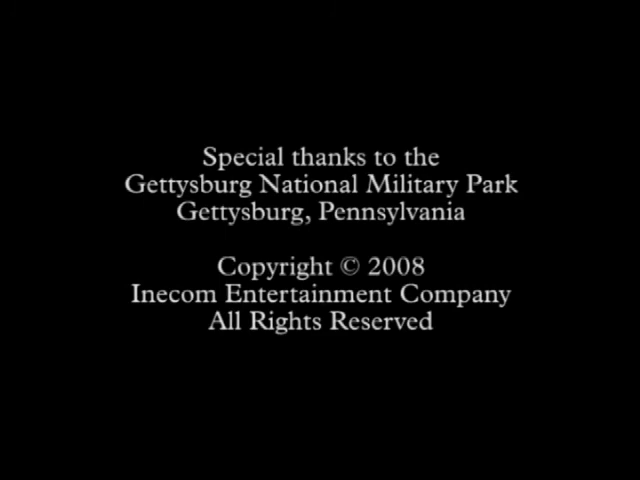 Special thanks to the
Gettysburg National Military Park
Gettysburg, Pennsylvania
Copyright © 2008
Inecom Entertainment Company
All Rights Reserved